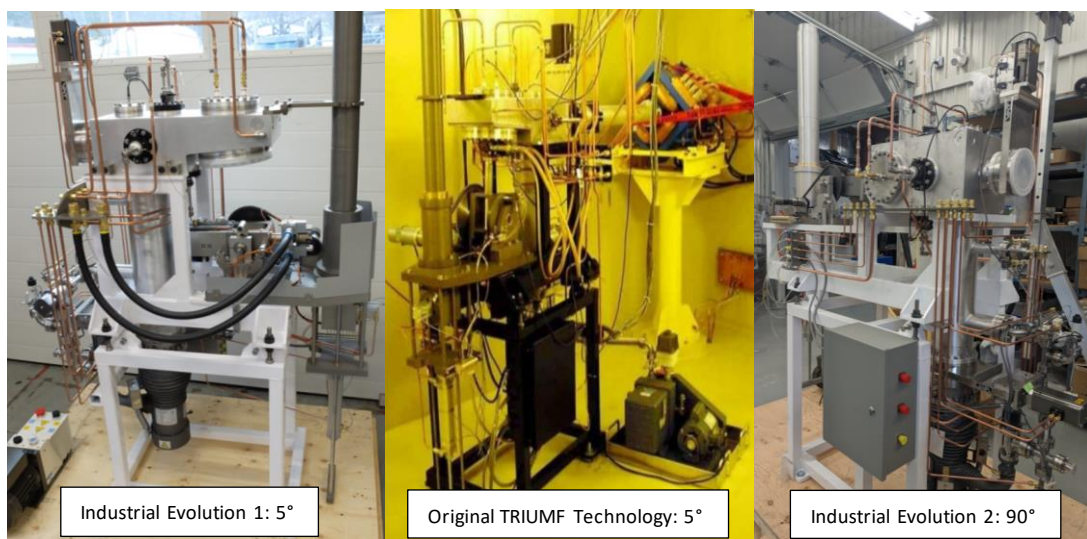 Industrial Evolution 1: 5°
Original TRIUMF Technology: 5°
Industrial Evolution 2: 90°